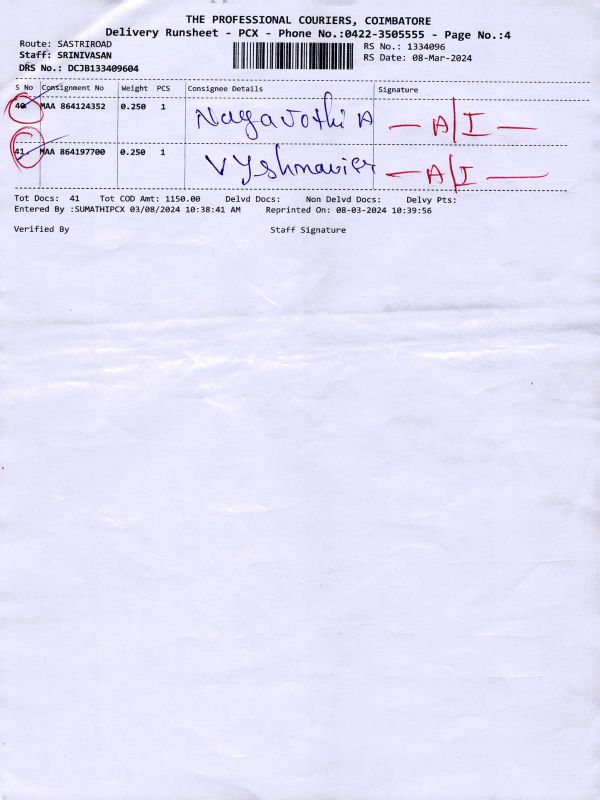 THE PROFESSIONAL COURIERS, COIMBATORE
Delivery Runsheet - PCX - Phone No.:0422-3505555 - Page No.:4
Route: SASTRIROAD RS No.: 1334096
Staff: SRINIVASAN RS Date: 08-Mar-2024
DRS No.: DCJB133409604
S No Consignment No Weight PCS Consignee Details Signature
40 MAA 864124352 0.250 1 Nagajothi A — A/I —
41 MAA 864197700 0.250 1 — A/I —
Tot Docs: 41 Tot COD Amt: 1150.00 Delvd Docs: Non Delvd Docs: Delvy Pts:
Entered By :SUMATHIPCX 03/08/2024 10:38:41 AM Reprinted On: 08-03-2024 10:39:56
Verified By Staff Signature